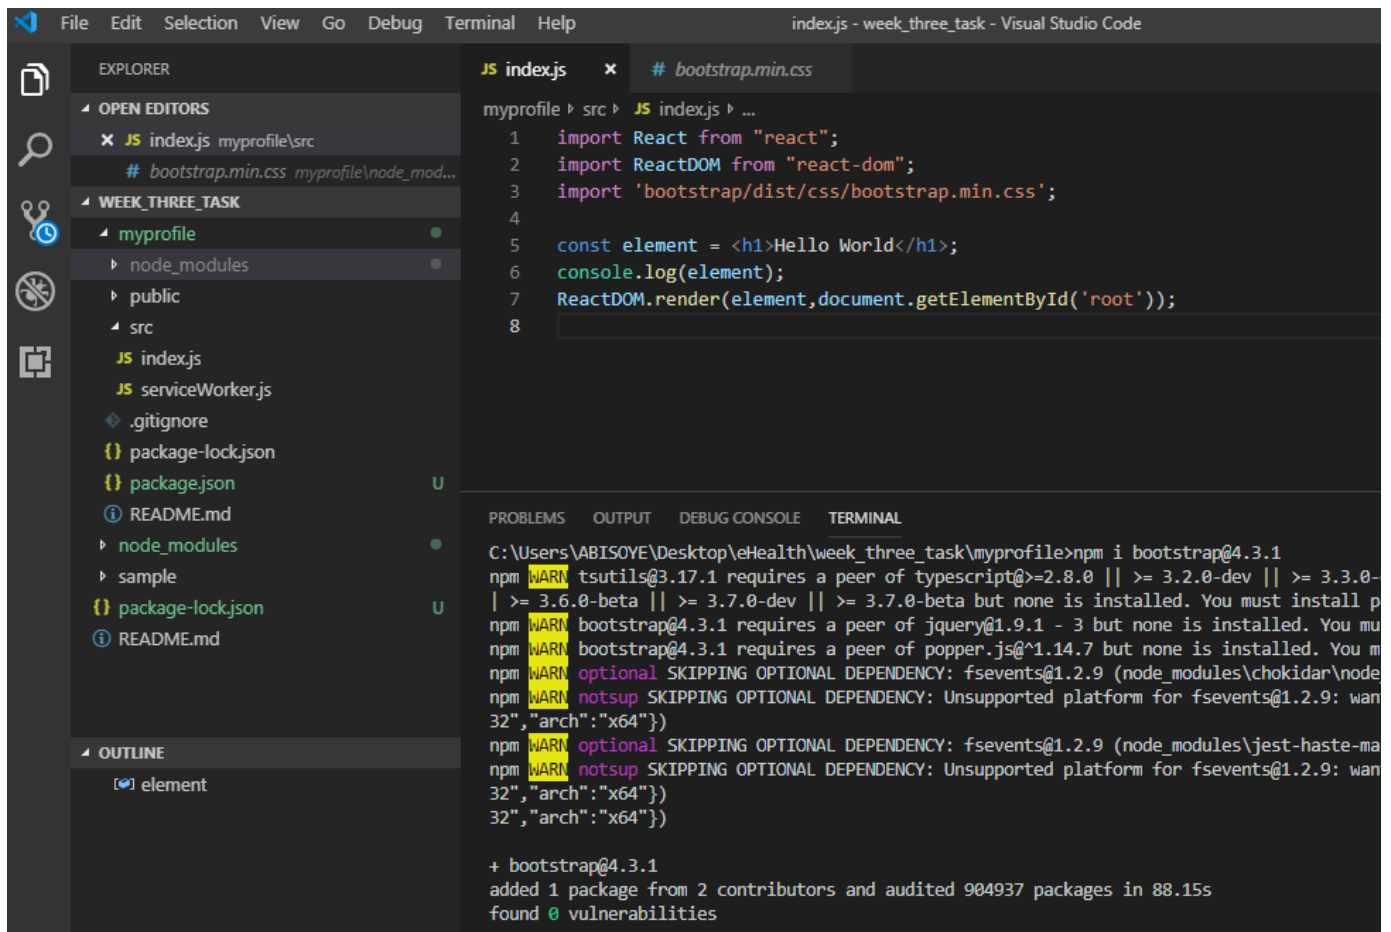 File Edit Selection View Go Debug Terminal Help index.js - week_three_task - Visual Studio Code
EXPLORER
OPEN EDITORS
JS index.js myprofile\src
# bootstrap.min.css myprofile\node_mod...
WEEK_THREE_TASK
myprofile
node_modules
public
src
JS index.js
JS serviceWorker.js
.gitignore
{} package-lock.json
{} package.json U
README.md
node_modules
sample
{} package-lock.json U
README.md
OUTLINE
element
JS index.js # bootstrap.min.css
myprofile src JS index.js ...
1 import React from "react";
2 import ReactDOM from "react-dom";
3 import 'bootstrap/dist/css/bootstrap.min.css';
4
5 const element = <h1>Hello World</h1>;
6 console.log(element);
7 ReactDOM.render(element,document.getElementById('root'));
8
PROBLEMS OUTPUT DEBUG CONSOLE TERMINAL
C:\Users\ABISOYE\Desktop\eHealth\week_three_task\myprofile>npm i bootstrap@4.3.1
npm WARN tsutils@3.17.1 requires a peer of typescript@>=2.8.0 || >= 3.2.0-dev || >= 3.3.0-
| >= 3.6.0-beta || >= 3.7.0-dev || >= 3.7.0-beta but none is installed. You must install p
npm WARN bootstrap@4.3.1 requires a peer of jquery@1.9.1 - 3 but none is installed. You mu
npm WARN bootstrap@4.3.1 requires a peer of popper.js@^1.14.7 but none is installed. You m
npm WARN optional SKIPPING OPTIONAL DEPENDENCY: fsevents@1.2.9 (node_modules\chokidar\node_
npm WARN notsup SKIPPING OPTIONAL DEPENDENCY: Unsupported platform for fsevents@1.2.9: wan
32","arch":"x64"})
npm WARN optional SKIPPING OPTIONAL DEPENDENCY: fsevents@1.2.9 (node_modules\jest-haste-ma
npm WARN notsup SKIPPING OPTIONAL DEPENDENCY: Unsupported platform for fsevents@1.2.9: wan
32","arch":"x64"})
32","arch":"x64"})
+ bootstrap@4.3.1
added 1 package from 2 contributors and audited 904937 packages in 88.15s
found 0 vulnerabilities